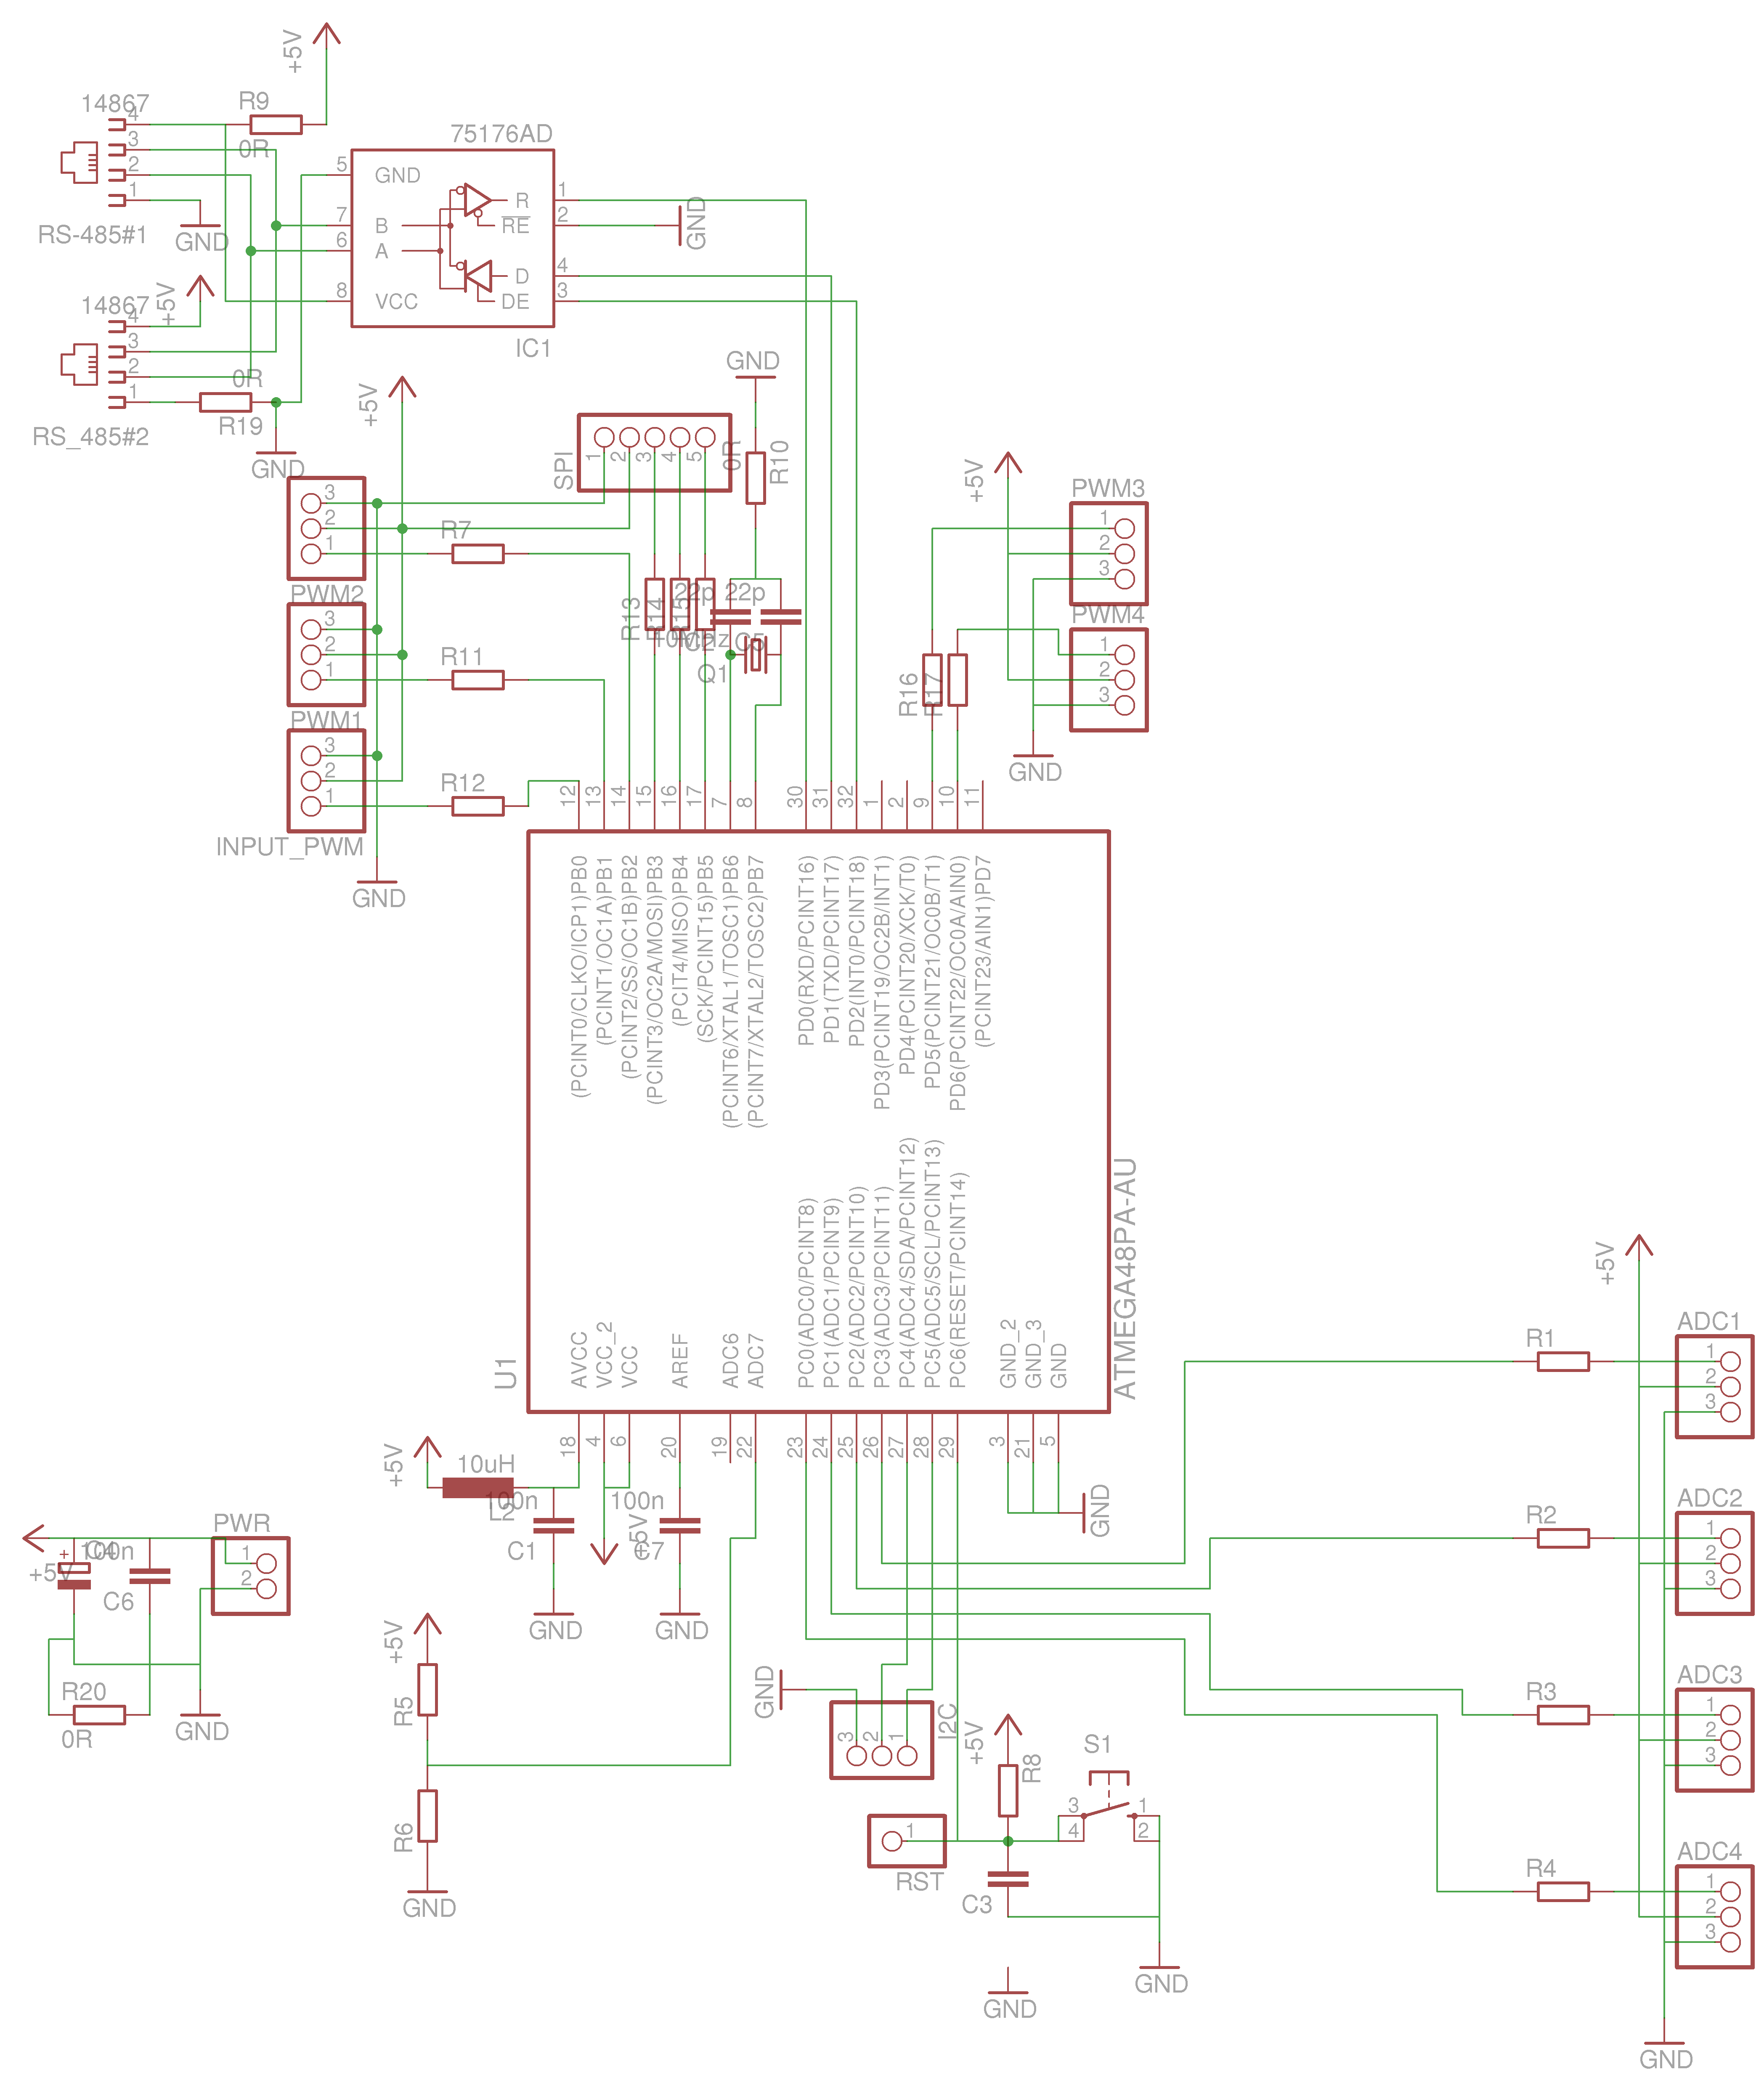 +5V
14867
4
3
2
1
RS-485#1
R9
0R
GND
75176AD
5
GND
7
B
6
A
8
VCC
R
1
RE
2
D
4
DE
3
IC1
GND
14867
4
3
2
1
RS_485#2
+5V
0R
R19
GND
+5V
SPI
1
2
3
4
5
GND
0R
R10
3
2
1
PWM2
R7
3
2
1
PWM1
R11
3
2
1
INPUT_PWM
R12
GND
R13
R14
R15
22p
22p
10MHz
C2
C5
Q1
+5V
PWM3
1
2
3
PWM4
1
2
3
R16
R17
GND
12
13
14
15
16
17
7
8
30
31
32
1
2
9
10
11
(PCINT0/CLKO/ICP1)PB0
(PCINT1/OC1A)PB1
(PCINT2/SS/OC1B)PB2
(PCINT3/OC2A/MOSI)PB3
(PCIT4/MISO)PB4
(SCK/PCINT15)PB5
(PCINT6/XTAL1/TOSC1)PB6
(PCINT7/XTAL2/TOSC2)PB7
PD0(RXD/PCINT16)
PD1(TXD/PCINT17)
PD2(INT0/PCINT18)
PD3(PCINT19/OC2B/INT1)
PD4(PCINT20/XCK/T0)
PD5(PCINT21/OC0B/T1)
PD6(PCINT22/OC0A/AIN0)
(PCINT23/AIN1)PD7
U1
ATMEGA48PA-AU
AVCC
VCC_2
VCC
AREF
ADC6
ADC7
PC0(ADC0/PCINT8)
PC1(ADC1/PCINT9)
PC2(ADC2/PCINT10)
PC3(ADC3/PCINT11)
PC4(ADC4/SDA/PCINT12)
PC5(ADC5/SCL/PCINT13)
PC6(RESET/PCINT14)
GND_2
GND_3
GND
18
4
6
20
19
22
23
24
25
26
27
28
29
3
21
5
GND
+5V
10uH
L2
100n
C1
GND
+5V
100n
C7
GND
+5V
+
C4
100n
C6
PWR
1
2
R20
0R
GND
+5V
R5
R6
GND
GND
I2C
3
2
1
+5V
R8
S1
3
4
1
2
RST
1
C3
GND
GND
+5V
R1
ADC1
1
2
3
R2
ADC2
1
2
3
R3
ADC3
1
2
3
R4
ADC4
1
2
3
GND